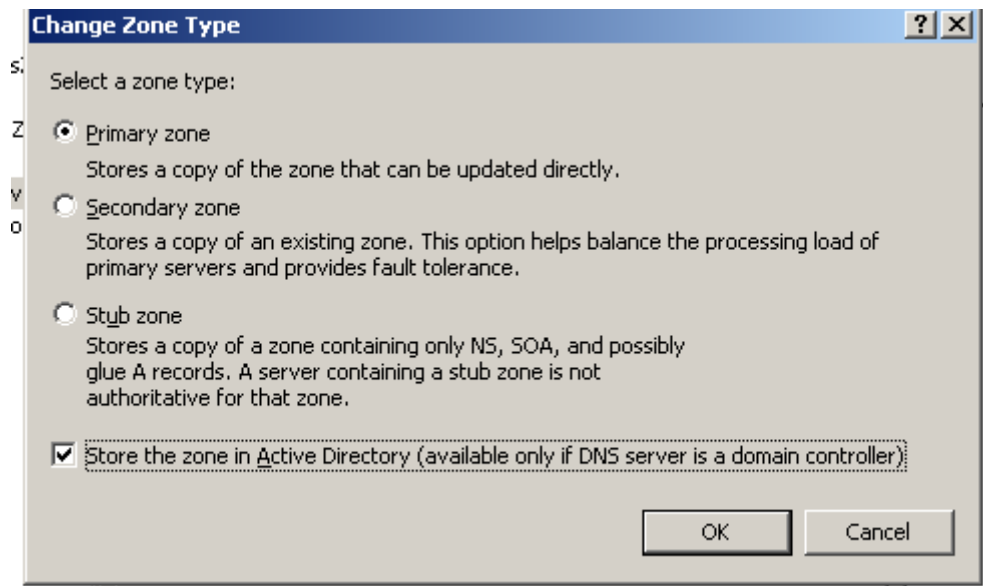 Change Zone Type
Select a zone type:
Primary zone
Stores a copy of the zone that can be updated directly.
Secondary zone
Stores a copy of an existing zone. This option helps balance the processing load of
primary servers and provides fault tolerance.
Stub zone
Stores a copy of a zone containing only NS, SOA, and possibly
glue A records. A server containing a stub zone is not
authoritative for that zone.
Store the zone in Active Directory (available only if DNS server is a domain controller)
OK Cancel